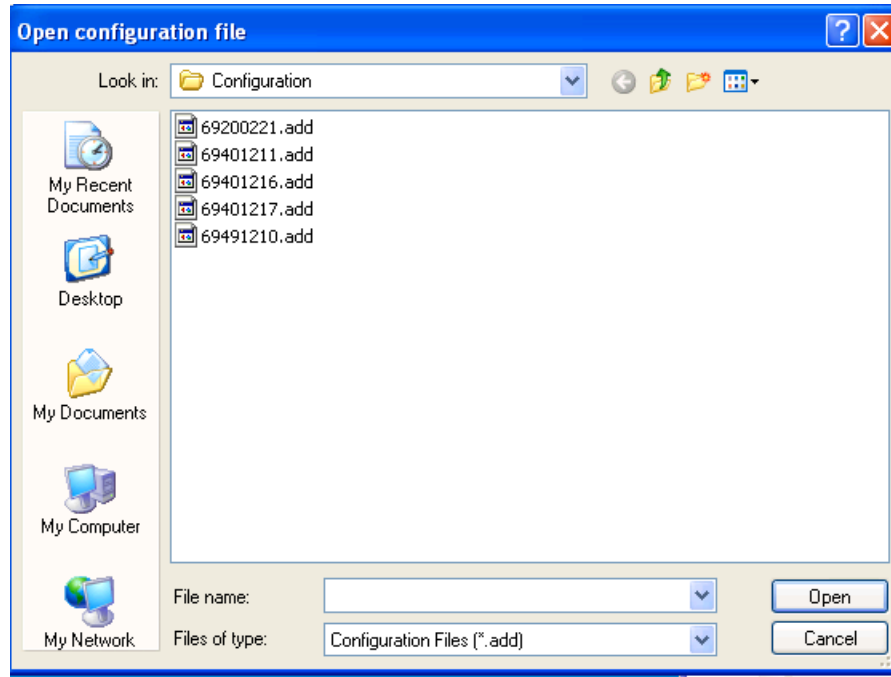 Open configuration file
Look in: Configuration
69200221.add
69401211.add
69401216.add
69401217.add
69491210.add
My Recent
Documents
Desktop
My Documents
My Computer
My Network
File name: Open
Files of type: Configuration Files (*.add) Cancel